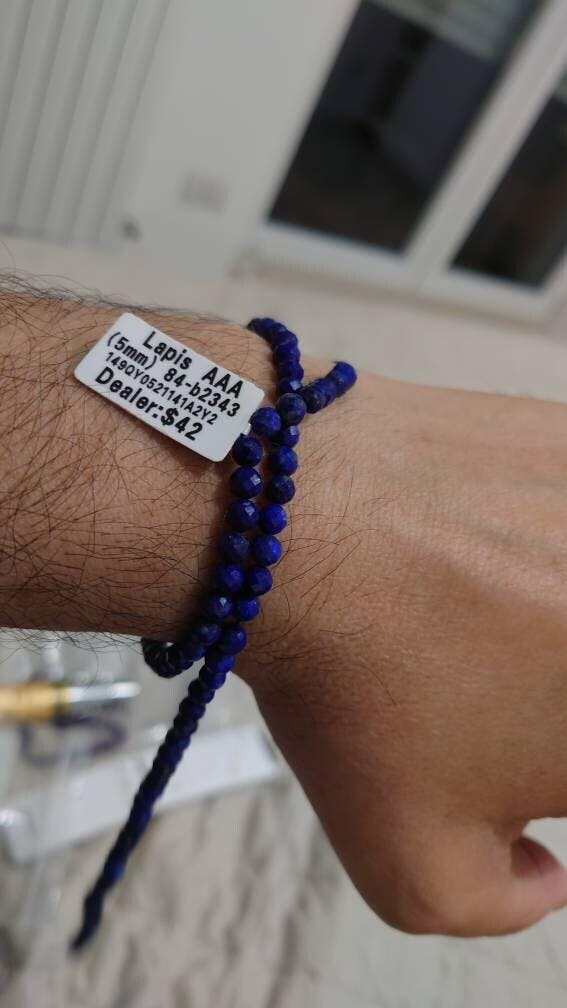 Lapis AAA
(5mm) 84-b2343
149QY0521141A2Y2
Dealer:$42